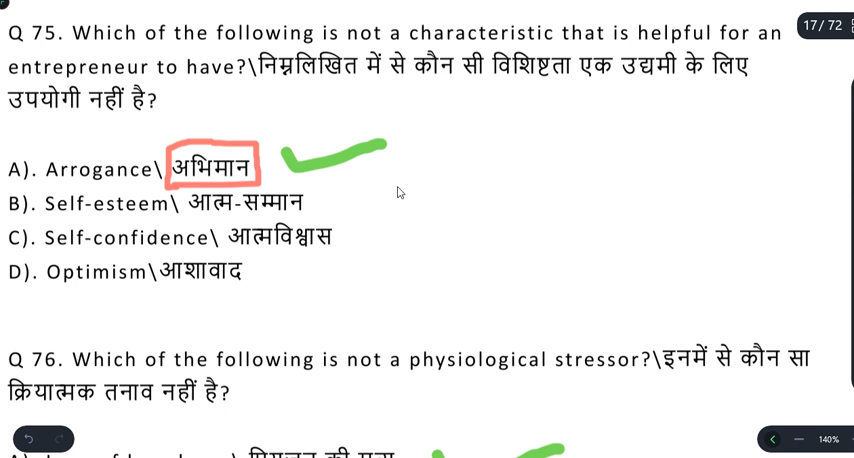 17/72
Q 75. Which of the following is not a characteristic that is helpful for an
entrepreneur to have?\निम्नलिखित में से कौन सी विशिष्टता एक उद्यमी के लिए
उपयोगी नहीं है?
A). Arrogance\ अभिमान
B). Self-esteem\ आत्म-सम्मान
C). Self-confidence\ आत्मविश्वास
D). Optimism\आशावाद
Q 76. Which of the following is not a physiological stressor?\इनमें से कौन सा
क्रियात्मक तनाव नहीं है?
140%